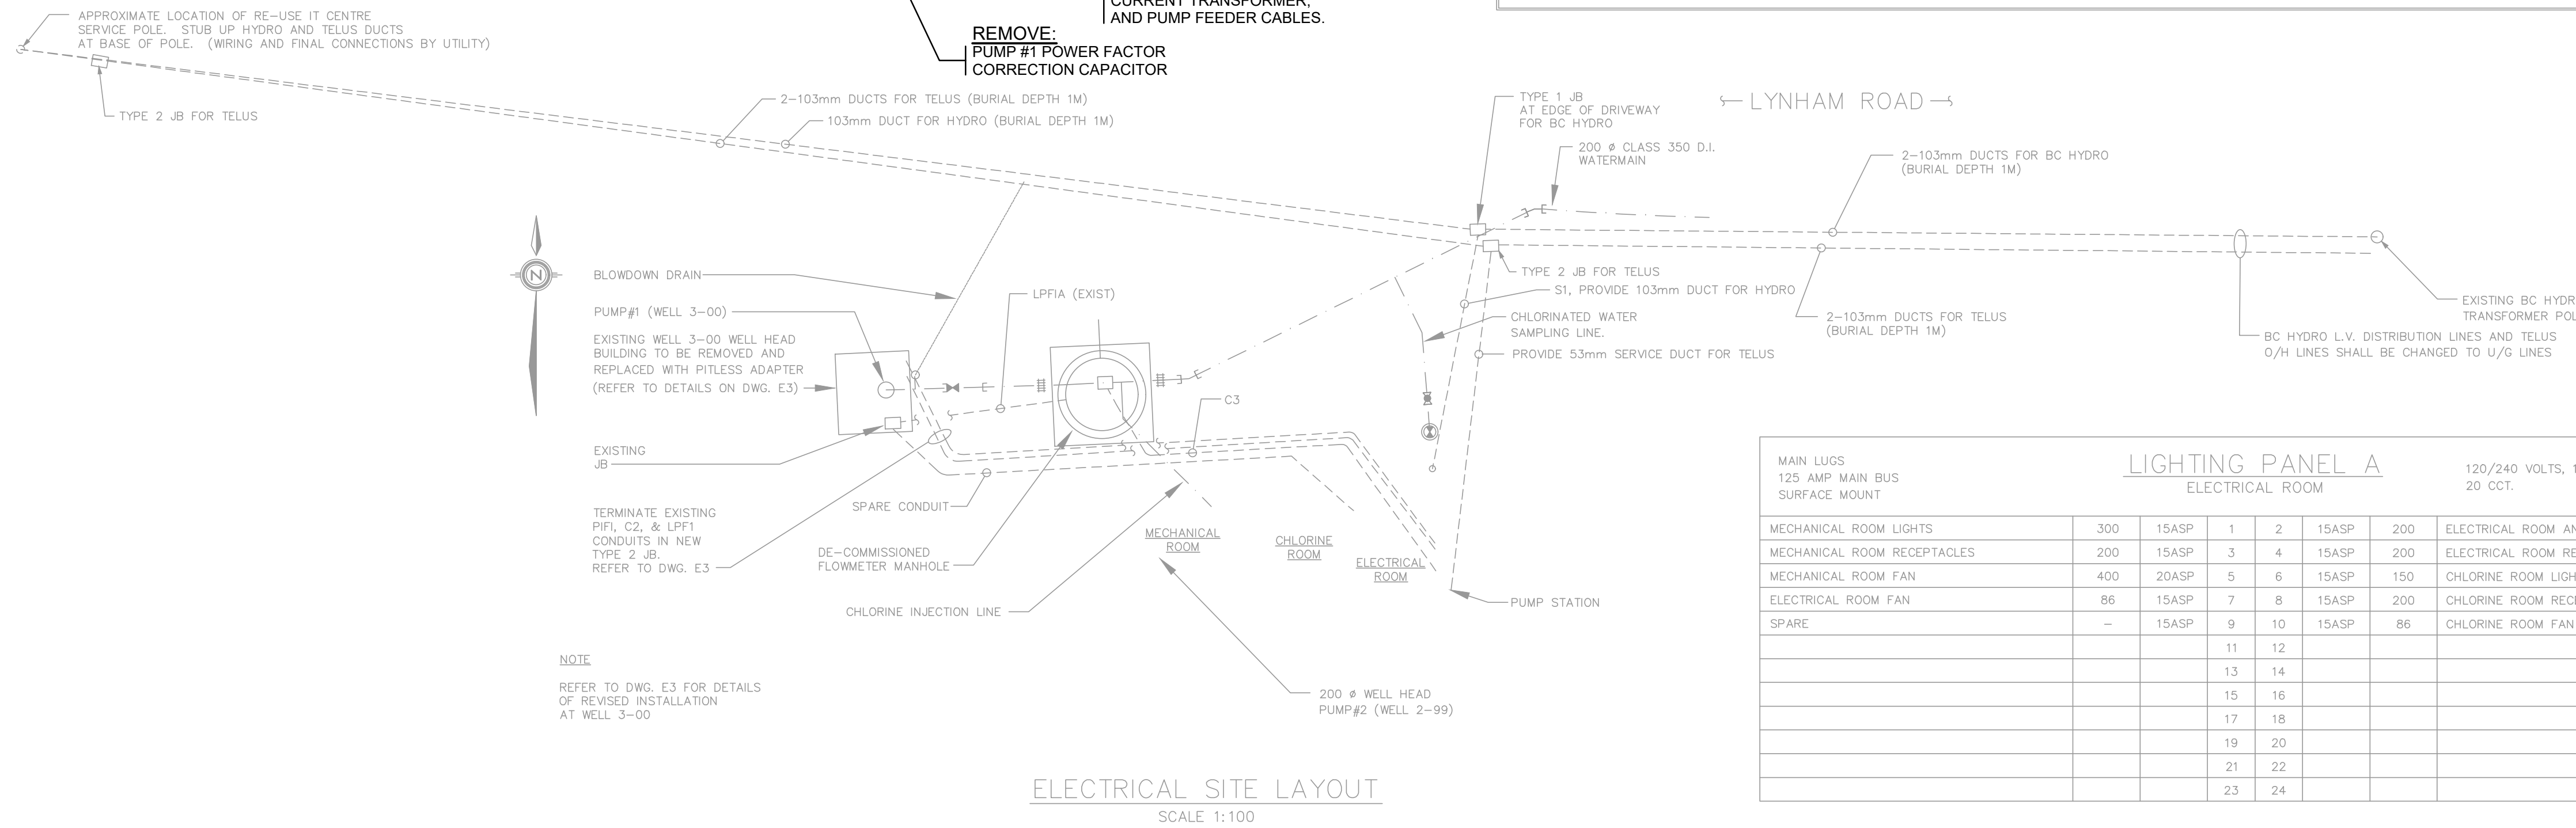 APPROXIMATE LOCATION OF RE-USE IT CENTRE
SERVICE POLE. STUB UP HYDRO AND TELUS DUCTS
AT BASE OF POLE. (WIRING AND FINAL CONNECTIONS BY UTILITY)
TYPE 2 JB FOR TELUS
CURRENT TRANSFORMER,
AND PUMP FEEDER CABLES.
REMOVE:
PUMP #1 POWER FACTOR
CORRECTION CAPACITOR
2-103mm DUCTS FOR TELUS (BURIAL DEPTH 1M)
103mm DUCT FOR HYDRO (BURIAL DEPTH 1M)
TYPE 1 JB
AT EDGE OF DRIVEWAY
FOR BC HYDRO
LYNHAM ROAD
200 ø CLASS 350 D.I.
WATERMAIN
2-103mm DUCTS FOR BC HYDRO
(BURIAL DEPTH 1M)
N
BLOWDOWN DRAIN
PUMP#1 (WELL 3-00)
EXISTING WELL 3-00 WELL HEAD
BUILDING TO BE REMOVED AND
REPLACED WITH PITLESS ADAPTER
(REFER TO DETAILS ON DWG. E3)
EXISTING
JB
TERMINATE EXISTING
PIFI, C2, & LPF1
CONDUITS IN NEW
TYPE 2 JB.
REFER TO DWG. E3
LPFIA (EXIST)
C3
SPARE CONDUIT
DE-COMMISSIONED
FLOWMETER MANHOLE
CHLORINE INJECTION LINE
MECHANICAL
ROOM
CHLORINE
ROOM
ELECTRICAL
ROOM
TYPE 2 JB FOR TELUS
S1, PROVIDE 103mm DUCT FOR HYDRO
CHLORINATED WATER
SAMPLING LINE.
PROVIDE 53mm SERVICE DUCT FOR TELUS
2-103mm DUCTS FOR TELUS
(BURIAL DEPTH 1M)
EXISTING BC
TRANSFORMER
BC HYDRO L.V. DISTRIBUTION LINES AND TELUS
O/H LINES SHALL BE CHANGED TO U/G LINES
PUMP STATION
200 ø WELL HEAD
PUMP#2 (WELL 2-99)
NOTE
REFER TO DWG. E3 FOR DETAILS
OF REVISED INSTALLATION
AT WELL 3-00
ELECTRICAL SITE LAYOUT
SCALE 1:100
MAIN LUGS
125 AMP MAIN BUS
SURFACE MOUNT
LIGHTING PANEL A
ELECTRICAL ROOM
120/240 VOLTS,
20 CCT.
MECHANICAL ROOM LIGHTS 300 15ASP 1 2 15ASP 200 ELECTRICAL ROOM
MECHANICAL ROOM RECEPTACLES 200 15ASP 3 4 15ASP 200 ELECTRICAL ROOM
MECHANICAL ROOM FAN 400 20ASP 5 6 15ASP 150 CHLORINE ROOM
ELECTRICAL ROOM FAN 86 15ASP 7 8 15ASP 200 CHLORINE ROOM
SPARE - 15ASP 9 10 15ASP 86 CHLORINE ROOM FAN
11 12
13 14
15 16
17 18
19 20
21 22
23 24